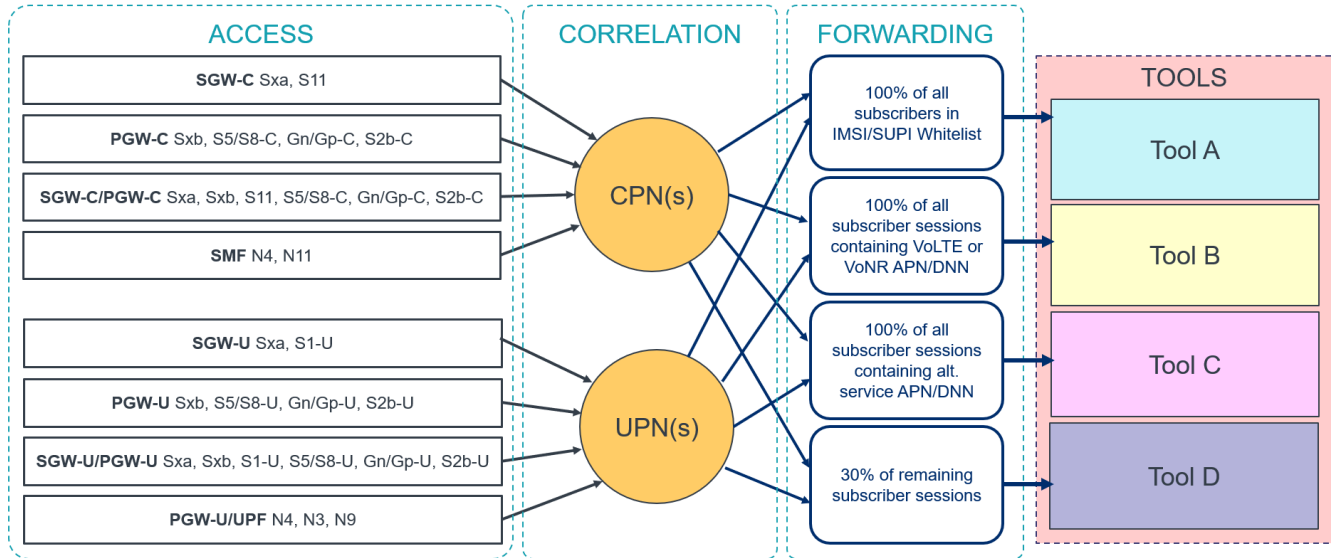 ACCESS
SGW-C Sxa, S11
PGW-C Sxb, S5/S8-C, Gn/Gp-C, S2b-C
SGW-C/PGW-C Sxa, Sxb, S11, S5/S8-C, Gn/Gp-C, S2b-C
SMF N4, N11
SGW-U Sxa, S1-U
PGW-U Sxb, S5/S8-U, Gn/Gp-U, S2b-U
SGW-U/PGW-U Sxa, Sxb, S1-U, S5/S8-U, Gn/Gp-U, S2b-U
PGW-U/UPF N4, N3, N9
CORRELATION
CPN(s)
UPN(s)
FORWARDING
100% of all
subscribers in
IMSI/SUPI Whitelist
100% of all
subscriber sessions
containing VoLTE or
VoNR APN/DNN
100% of all
subscriber sessions
containing alt.
service APN/DNN
30% of remaining
subscriber sessions
TOOLS
Tool A
Tool B
Tool C
Tool D